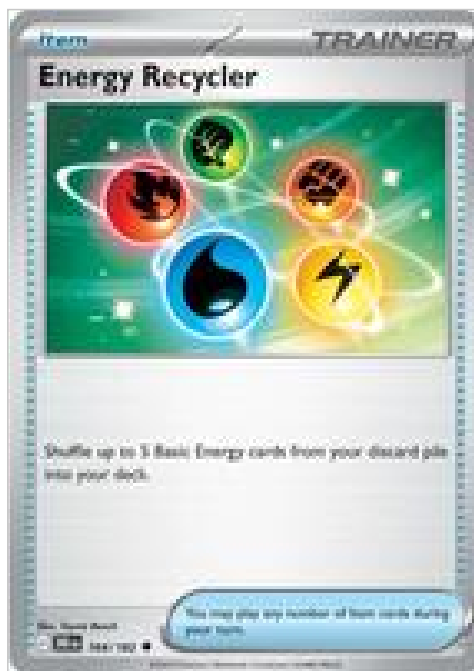 Item
TRAINER
Energy Recycler
Shuffle up to 5 Basic Energy cards from your discard pile
into your deck.
You may play any number of Item cards during
your turn.
/182